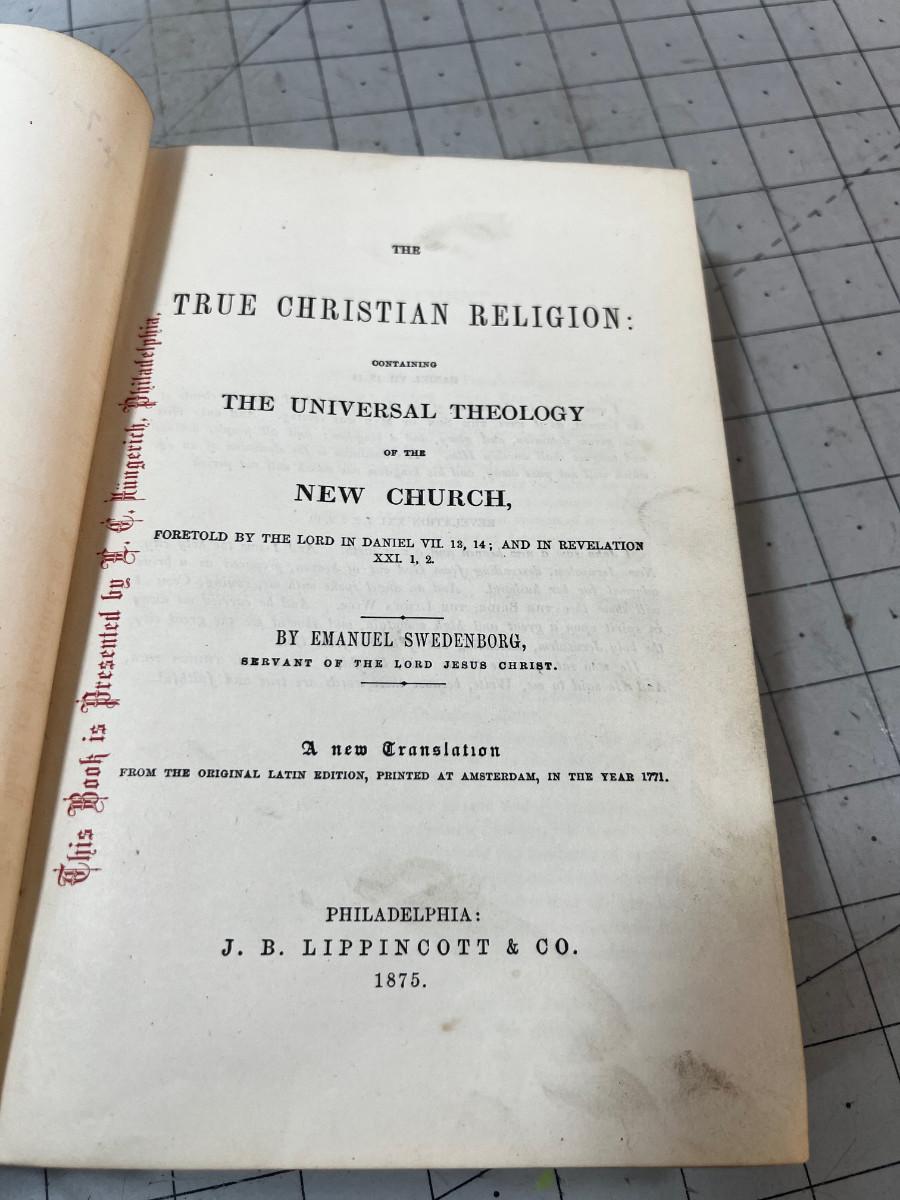 THE
TRUE CHRISTIAN RELIGION:
CONTAINING
THE UNIVERSAL THEOLOGY
OF THE
NEW CHURCH,
FORETOLD BY THE LORD IN DANIEL VII. 13, 14; AND IN REVELATION
XXI. 1, 2.
BY EMANUEL SWEDENBORG,
SERVANT OF THE LORD JESUS CHRIST.
A new Translation
FROM THE ORIGINAL LATIN EDITION, PRINTED AT AMSTERDAM, IN THE YEAR 1771.
PHILADELPHIA:
J. B. LIPPINCOTT & CO.
1875.
This Book is Presented by L. C. Iungerich, Philadelphia.